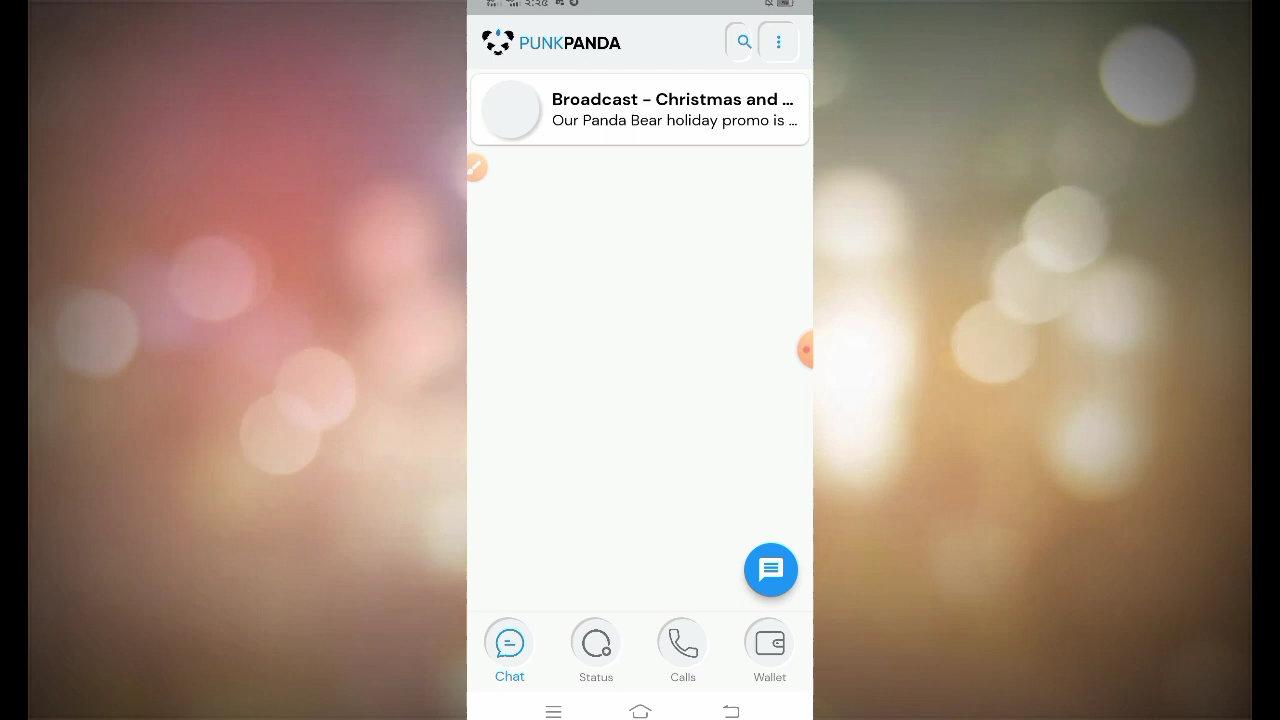 PUNKPANDA
Broadcast - Christmas and ...
Our Panda Bear holiday promo is ...
Chat
Status
Calls
Wallet